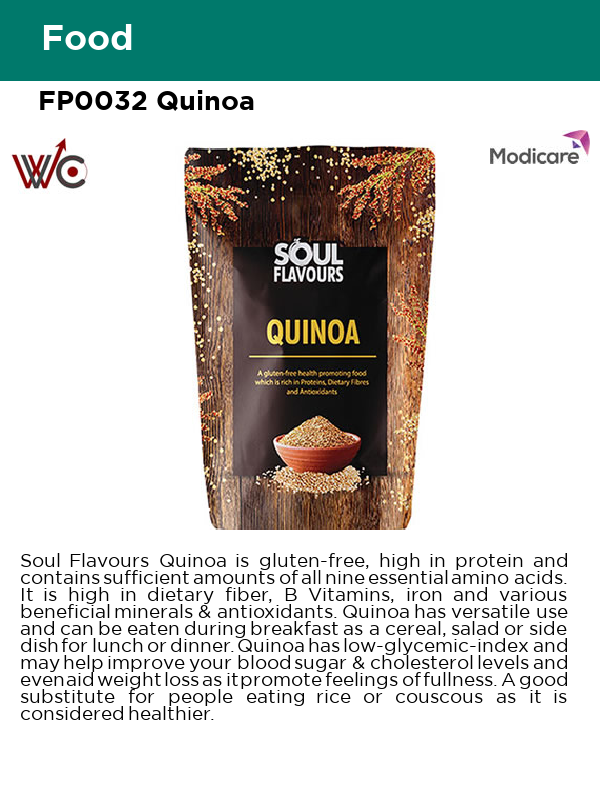 Food
FP0032 Quinoa
WC
Modicare
SOUL
FLAVOURS
QUINOA
A gluten-free health promoting food
which is rich in Proteins, Dietary Fibres
and Antioxidants
Soul Flavours Quinoa is gluten-free, high in protein and
contains sufficient amounts of all nine essential amino acids.
It is high in dietary fiber, B Vitamins, iron and various
beneficial minerals & antioxidants. Quinoa has versatile use
and can be eaten during breakfast as a cereal, salad or side
dish for lunch or dinner. Quinoa has low-glycemic-index and
may help improve your blood sugar & cholesterol levels and
even aid weight loss as it promote feelings of fullness. A good
substitute for people eating rice or couscous as it is
considered healthier.